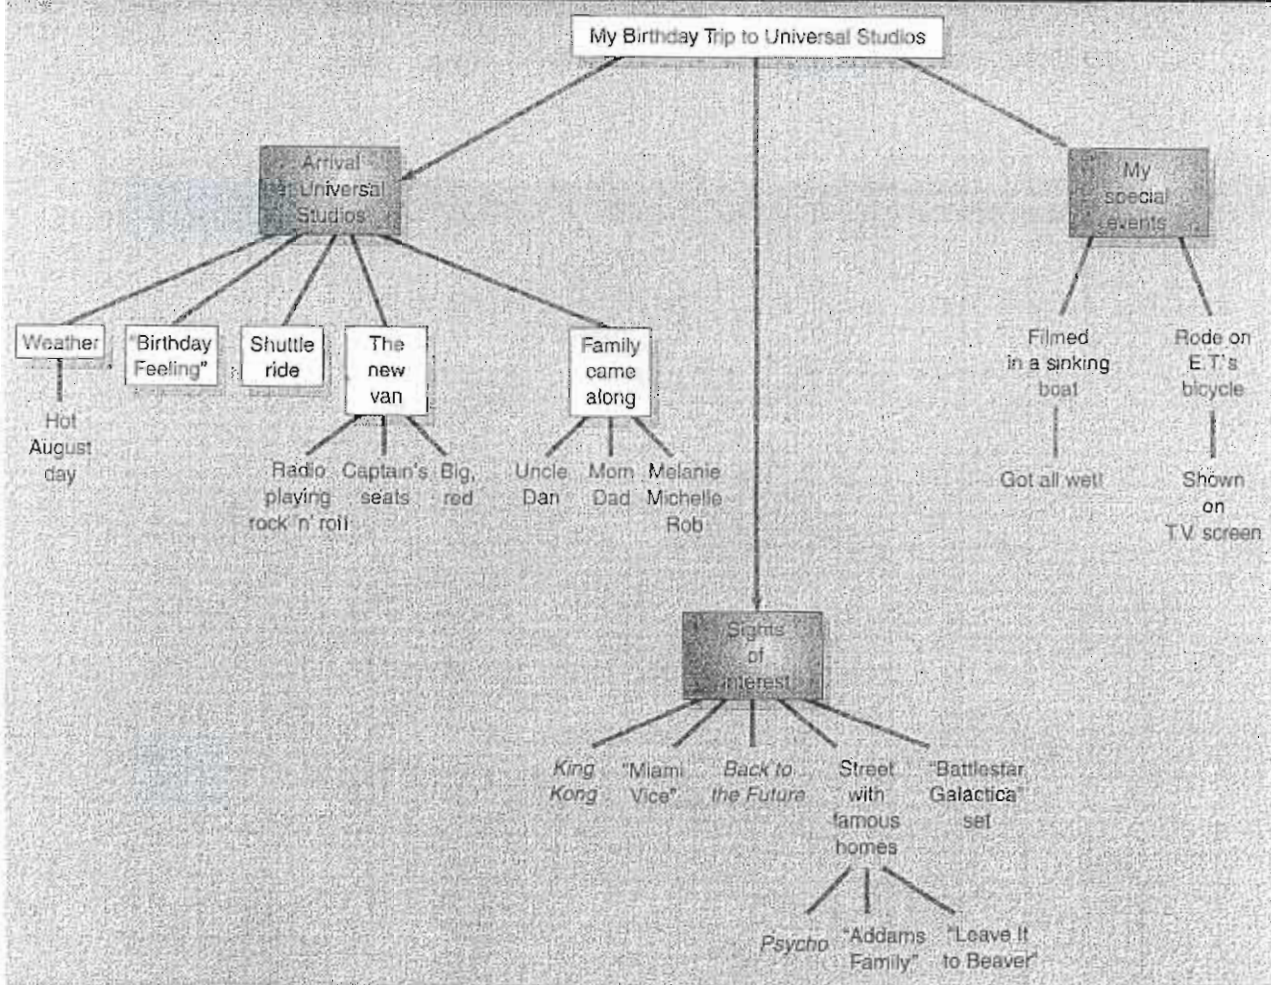 My Birthday Trip to Universal Studios
Arrival
at Universal
Studios
My
special
events
Weather
"Birthday
Feeling"
Shuttle
ride
The
new
van
Family
came
along
Filmed
in a sinking
boat
Rode on
E.T.'s
bicycle
Hot
August
day
Radio
playing
rock 'n' roll
Captain's
seats
Big,
red
Uncle
Dan
Mom
Dad
Melanie
Michelle
Rob
Got all wet!
Shown
on
T.V. screen
Sights
of
interest
King
Kong
"Miami
Vice"
Back to
the Future
Street
with
famous
homes
"Battlestar
Galactica"
set
Psycho
"Addams
Family"
"Leave It
to Beaver"